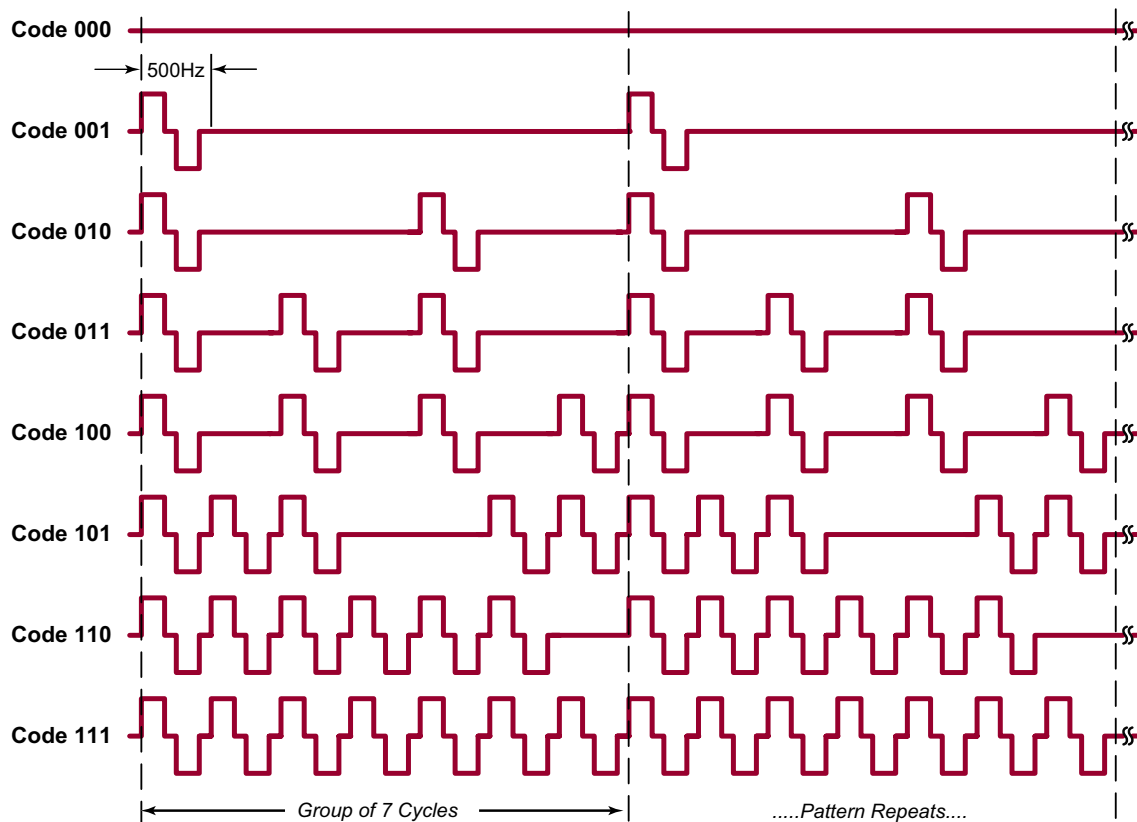 Code 000
500Hz
Code 001
Code 010
Code 011
Code 100
Code 101
Code 110
Code 111
Group of 7 Cycles
.....Pattern Repeats....